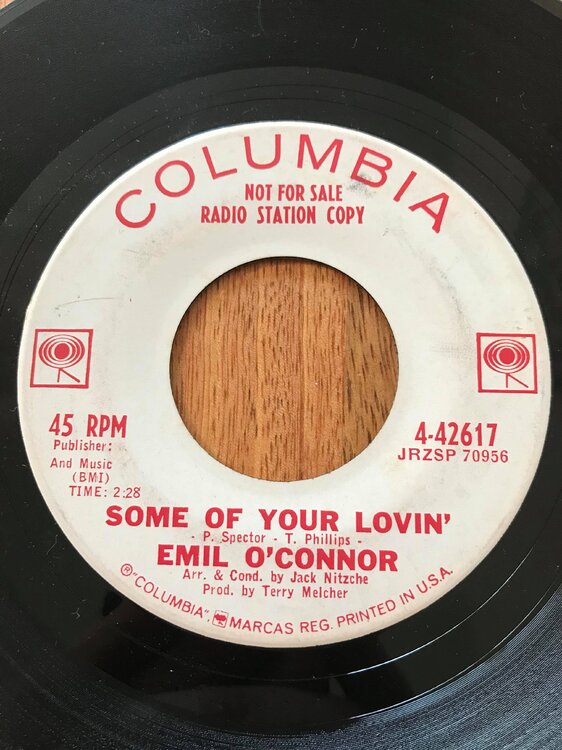 COLUMBIA
NOT FOR SALE
RADIO STATION COPY
45 RPM
Publisher:
And Music
(BMI)
TIME: 2:28
4-42617
JRZSP 70956
SOME OF YOUR LOVIN'
- P. Spector - T. Phillips -
EMIL O'CONNOR
Arr. & Cond. by Jack Nitzche
Prod. by Terry Melcher
®"COLUMBIA", MARCAS REG. PRINTED IN U.S.A.